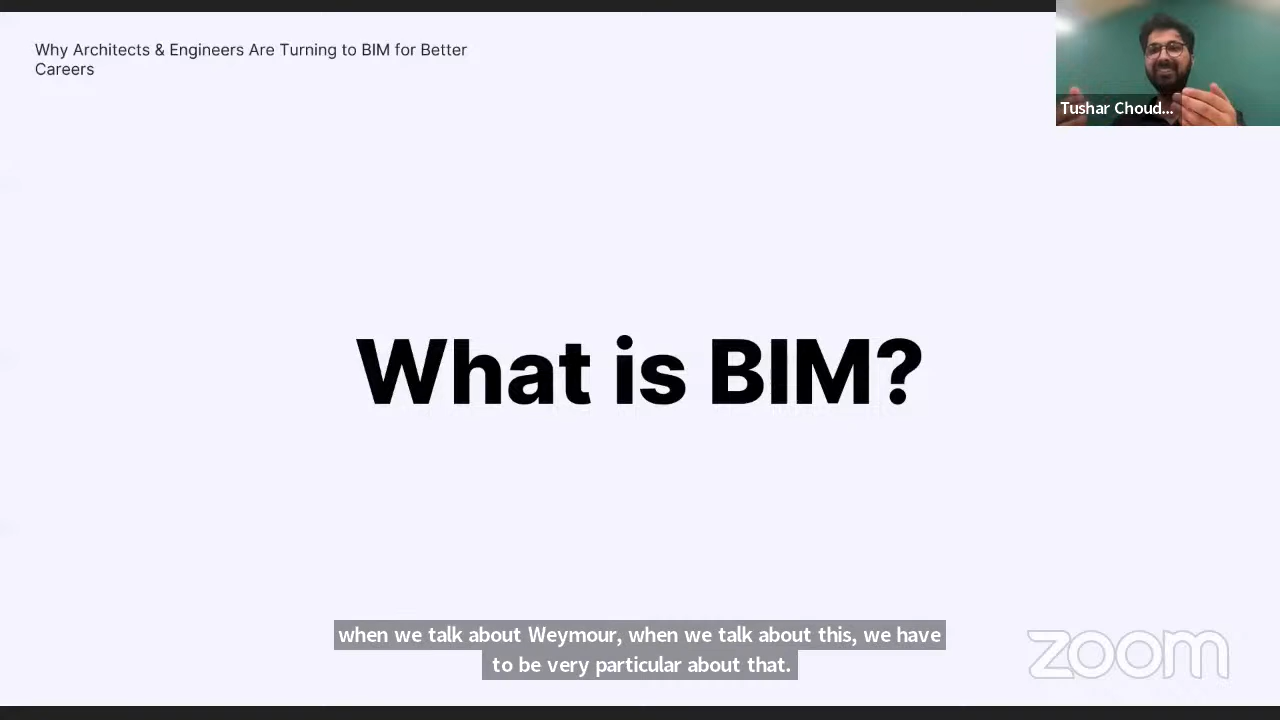 Why Architects & Engineers Are Turning to BIM for Better
Careers
Tushar Choud...
What is BIM?
when we talk about Weymour, when we talk about this, we have
to be very particular about that.
zoom